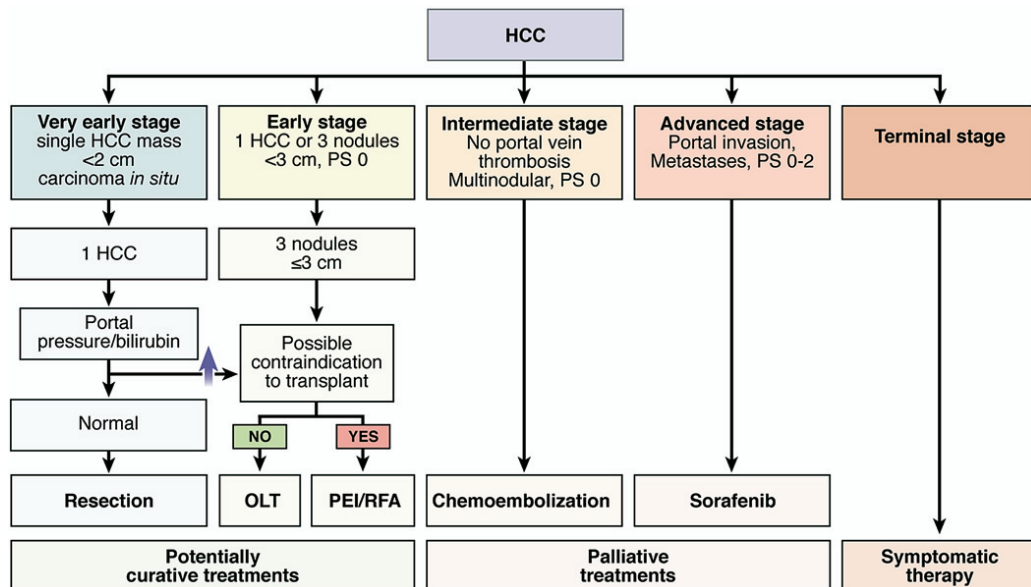 HCC
Very early stage
single HCC mass
<2 cm
carcinoma in situ
Early stage
1 HCC or 3 nodules
<3 cm, PS 0
Intermediate stage
No portal vein
thrombosis
Multinodular, PS 0
Advanced stage
Portal invasion,
Metastases, PS 0-2
Terminal stage
1 HCC
3 nodules
≤3 cm
Portal
pressure/bilirubin
Possible
contraindication
to transplant
Normal
NO
YES
Resection
OLT
PEI/RFA
Chemoembolization
Sorafenib
Potentially
curative treatments
Palliative
treatments
Symptomatic
therapy